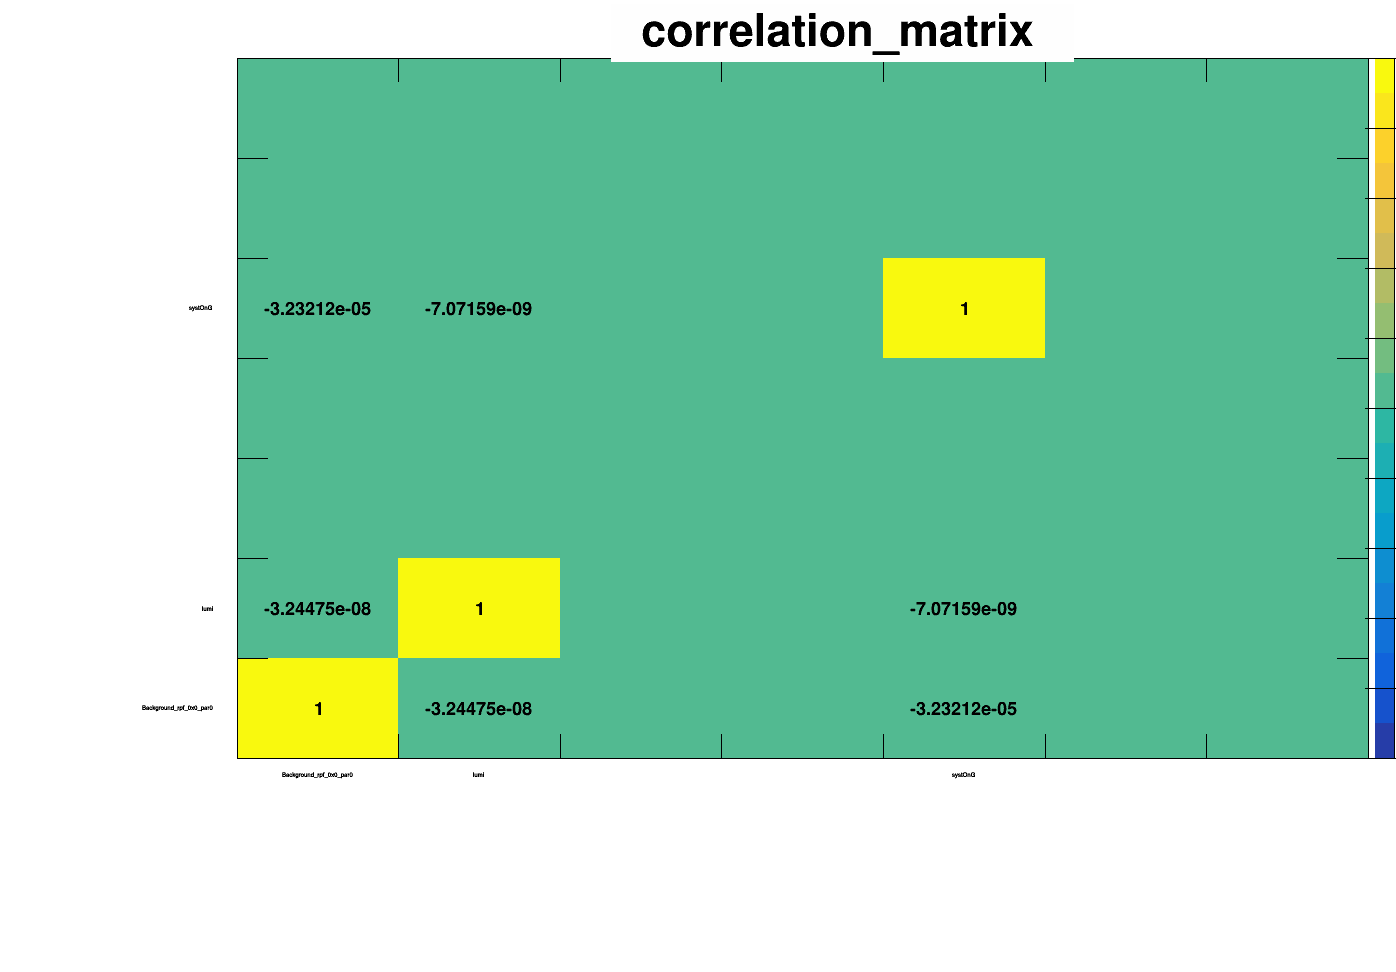 correlation_matrix
systOnG
-3.23212e-05 -7.07159e-09 1
lumi
-3.24475e-08 1 -7.07159e-09
Background_rpf_0x0_par0
1 -3.24475e-08 -3.23212e-05
Background_rpf_0x0_par0 lumi systOnG